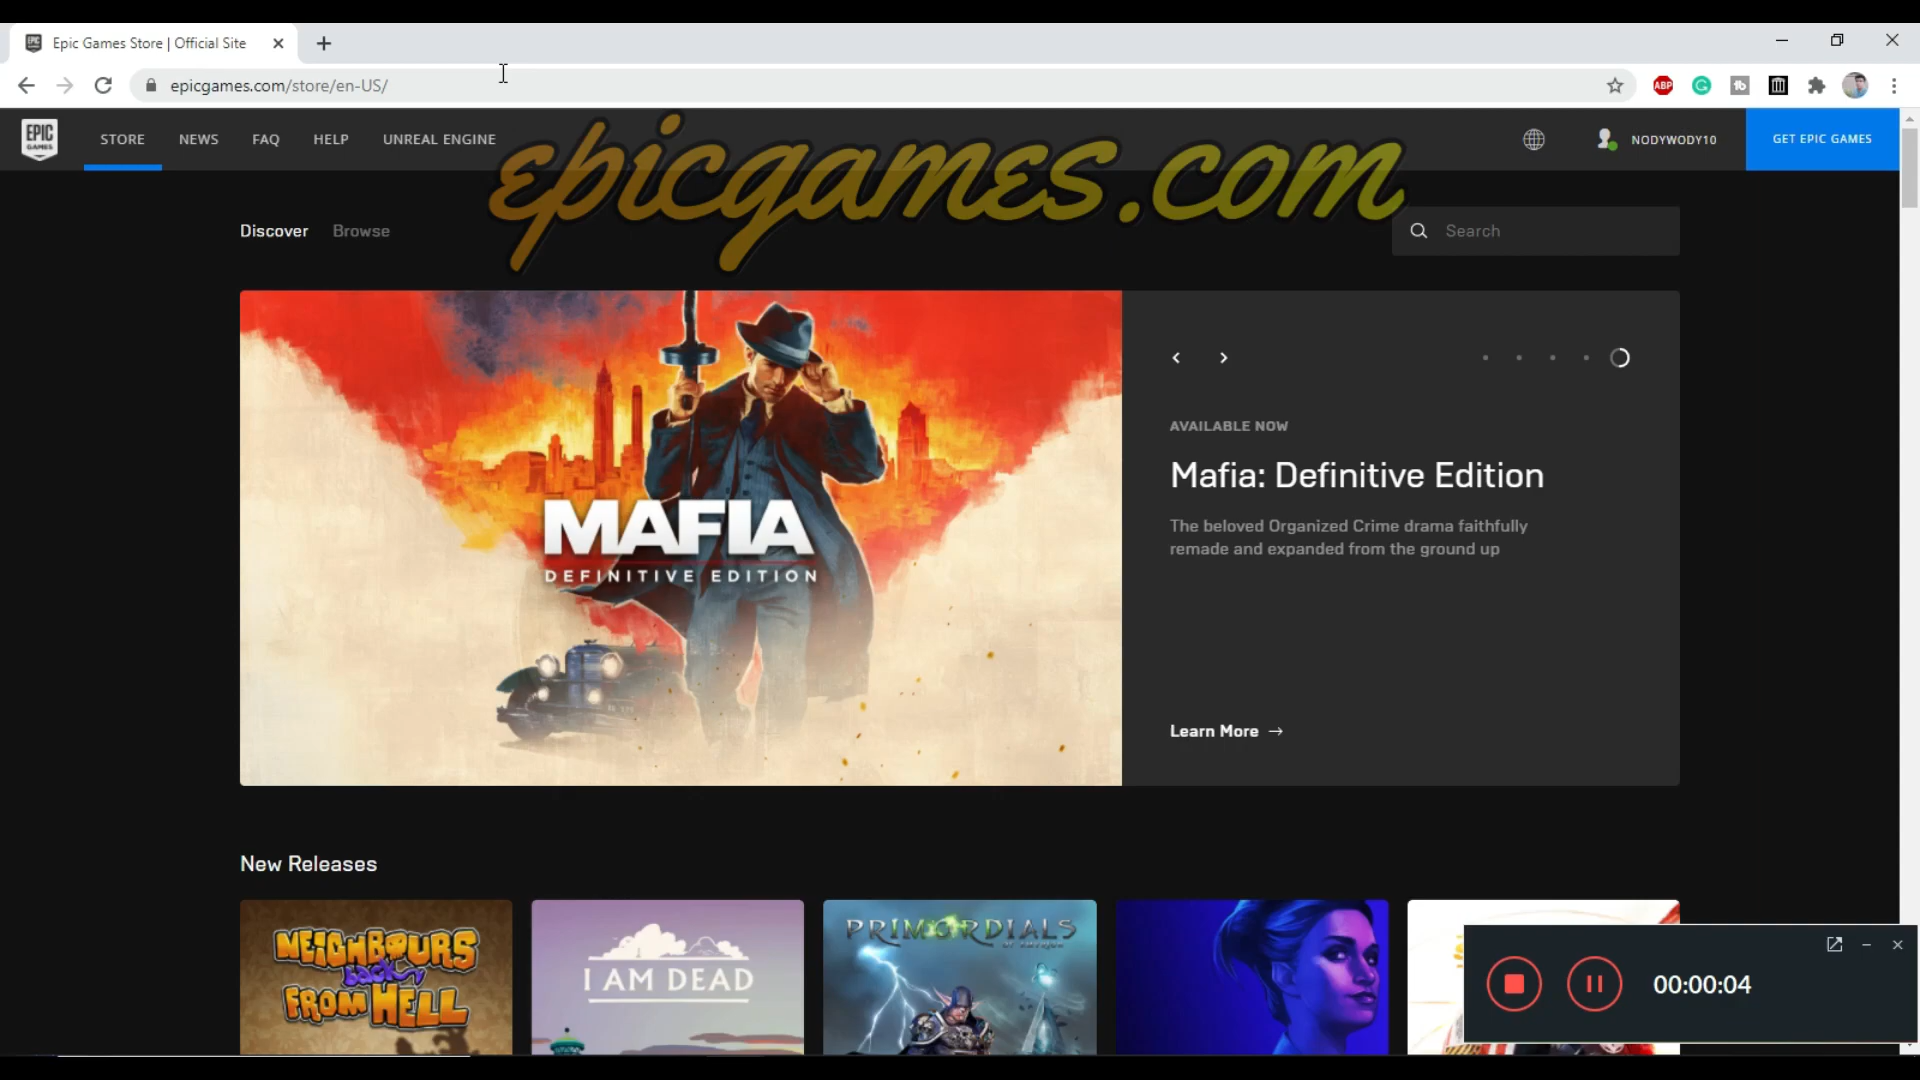 Epic Games Store | Official Site
epicgames.com/store/en-US/
ABP
EPIC
GAMES
STORE
NEWS
FAQ
HELP
UNREAL ENGINE
NODYWODY10
GET EPIC GAMES
epicgames.com
Discover
Browse
Search
MAFIA
DEFINITIVE EDITION
AVAILABLE NOW
Mafia: Definitive Edition
The beloved Organized Crime drama faithfully
remade and expanded from the ground up
Learn More →
New Releases
NEIGHBOURS
back
FROM HELL
I AM DEAD
PRIMORDIALS
00:00:04